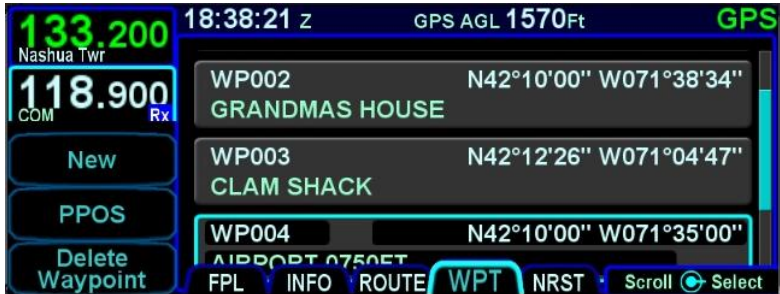 133.200
Nashua Twr
118.900
COM Rx
New
PPOS
Delete
Waypoint
18:38:21 Z GPS AGL 1570Ft GPS
WP002 N42°10'00" W071°38'34"
GRANDMAS HOUSE
WP003 N42°12'26" W071°04'47"
CLAM SHACK
WP004 N42°10'00" W071°35'00"
AIRPORT 0750FT
FPL INFO ROUTE WPT NRST Scroll Select